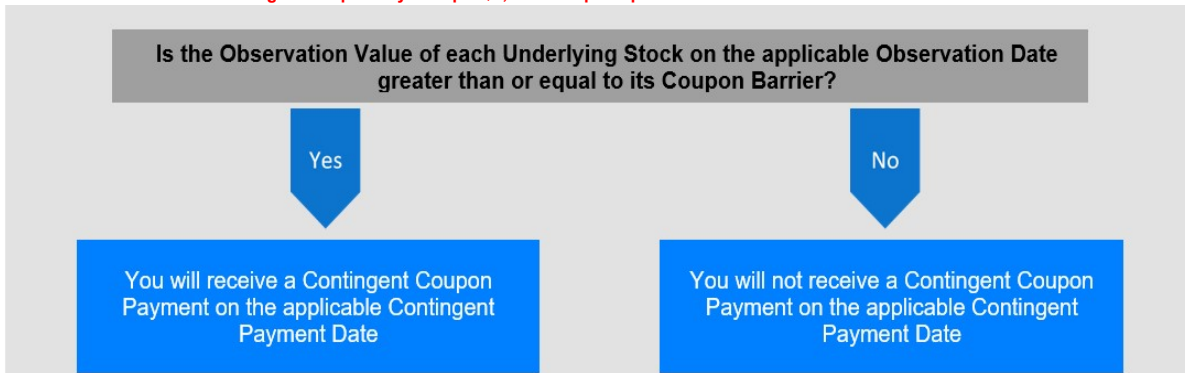 Is the Observation Value of each Underlying Stock on the applicable Observation Date
greater than or equal to its Coupon Barrier?
Yes
No
You will receive a Contingent Coupon
Payment on the applicable Contingent
Payment Date
You will not receive a Contingent Coupon
Payment on the applicable Contingent
Payment Date